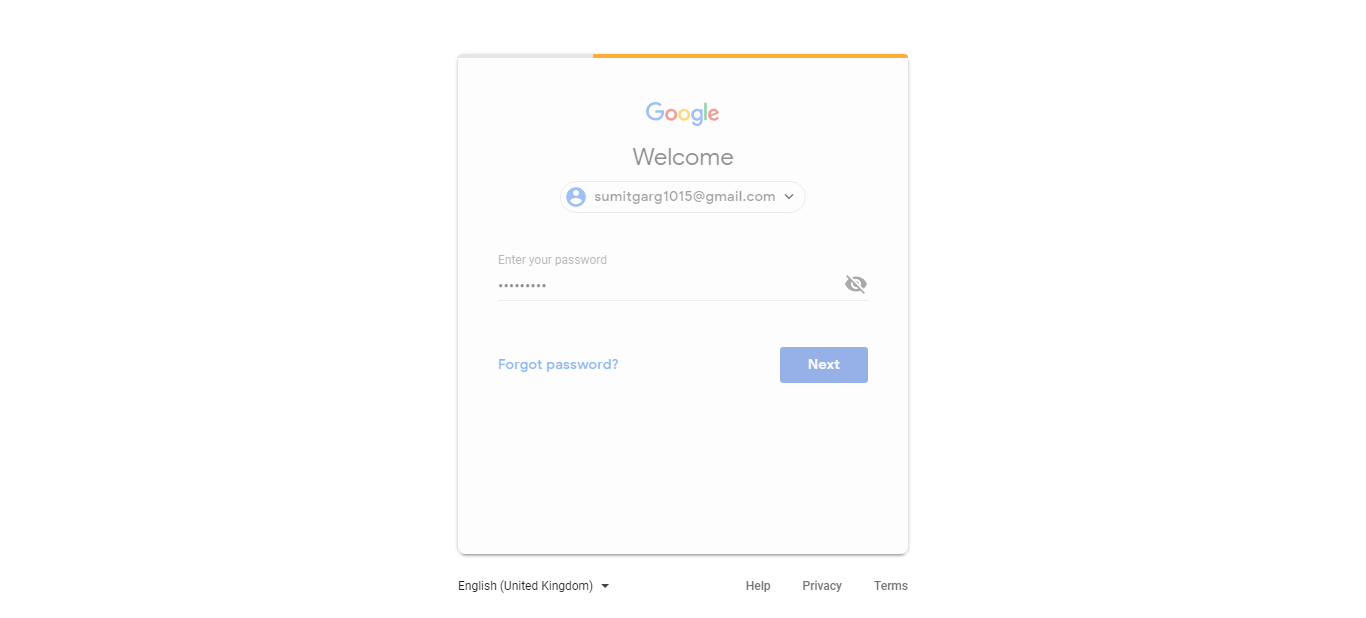 Google
Welcome
sumitgarg1015@gmail.com
Enter your password
•••••••••
Forgot password?
Next
English (United Kingdom)
Help
Privacy
Terms